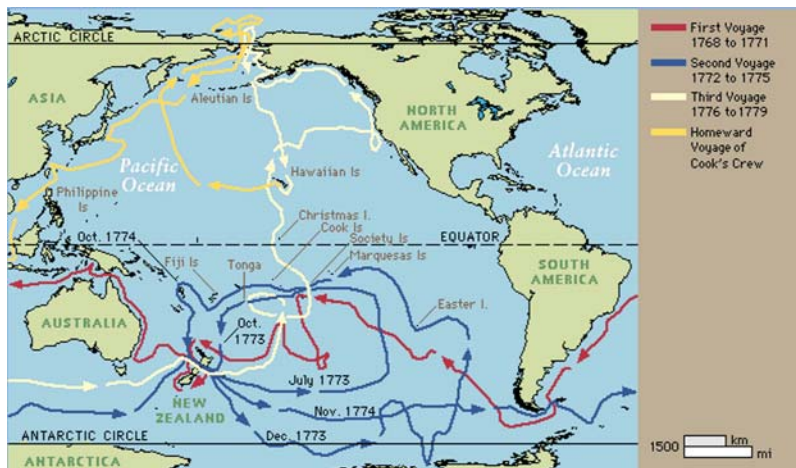 ARCTIC CIRCLE
ASIA
Aleutian Is
NORTH
AMERICA
Pacific
Ocean
Atlantic
Ocean
Hawaiian Is
Philippine
Is
Christmas I.
Cook Is
Society Is
Marquesas Is
Oct. 1774
EQUATOR
Fiji Is
Tonga
Easter I.
SOUTH
AMERICA
AUSTRALIA
Oct.
1773
July 1773
NEW
ZEALAND
Nov. 1774
Dec. 1773
ANTARCTIC CIRCLE
ANTARCTICA
First Voyage
1768 to 1771
Second Voyage
1772 to 1775
Third Voyage
1776 to 1779
Homeward
Voyage of
Cook's Crew
1500
km
mi